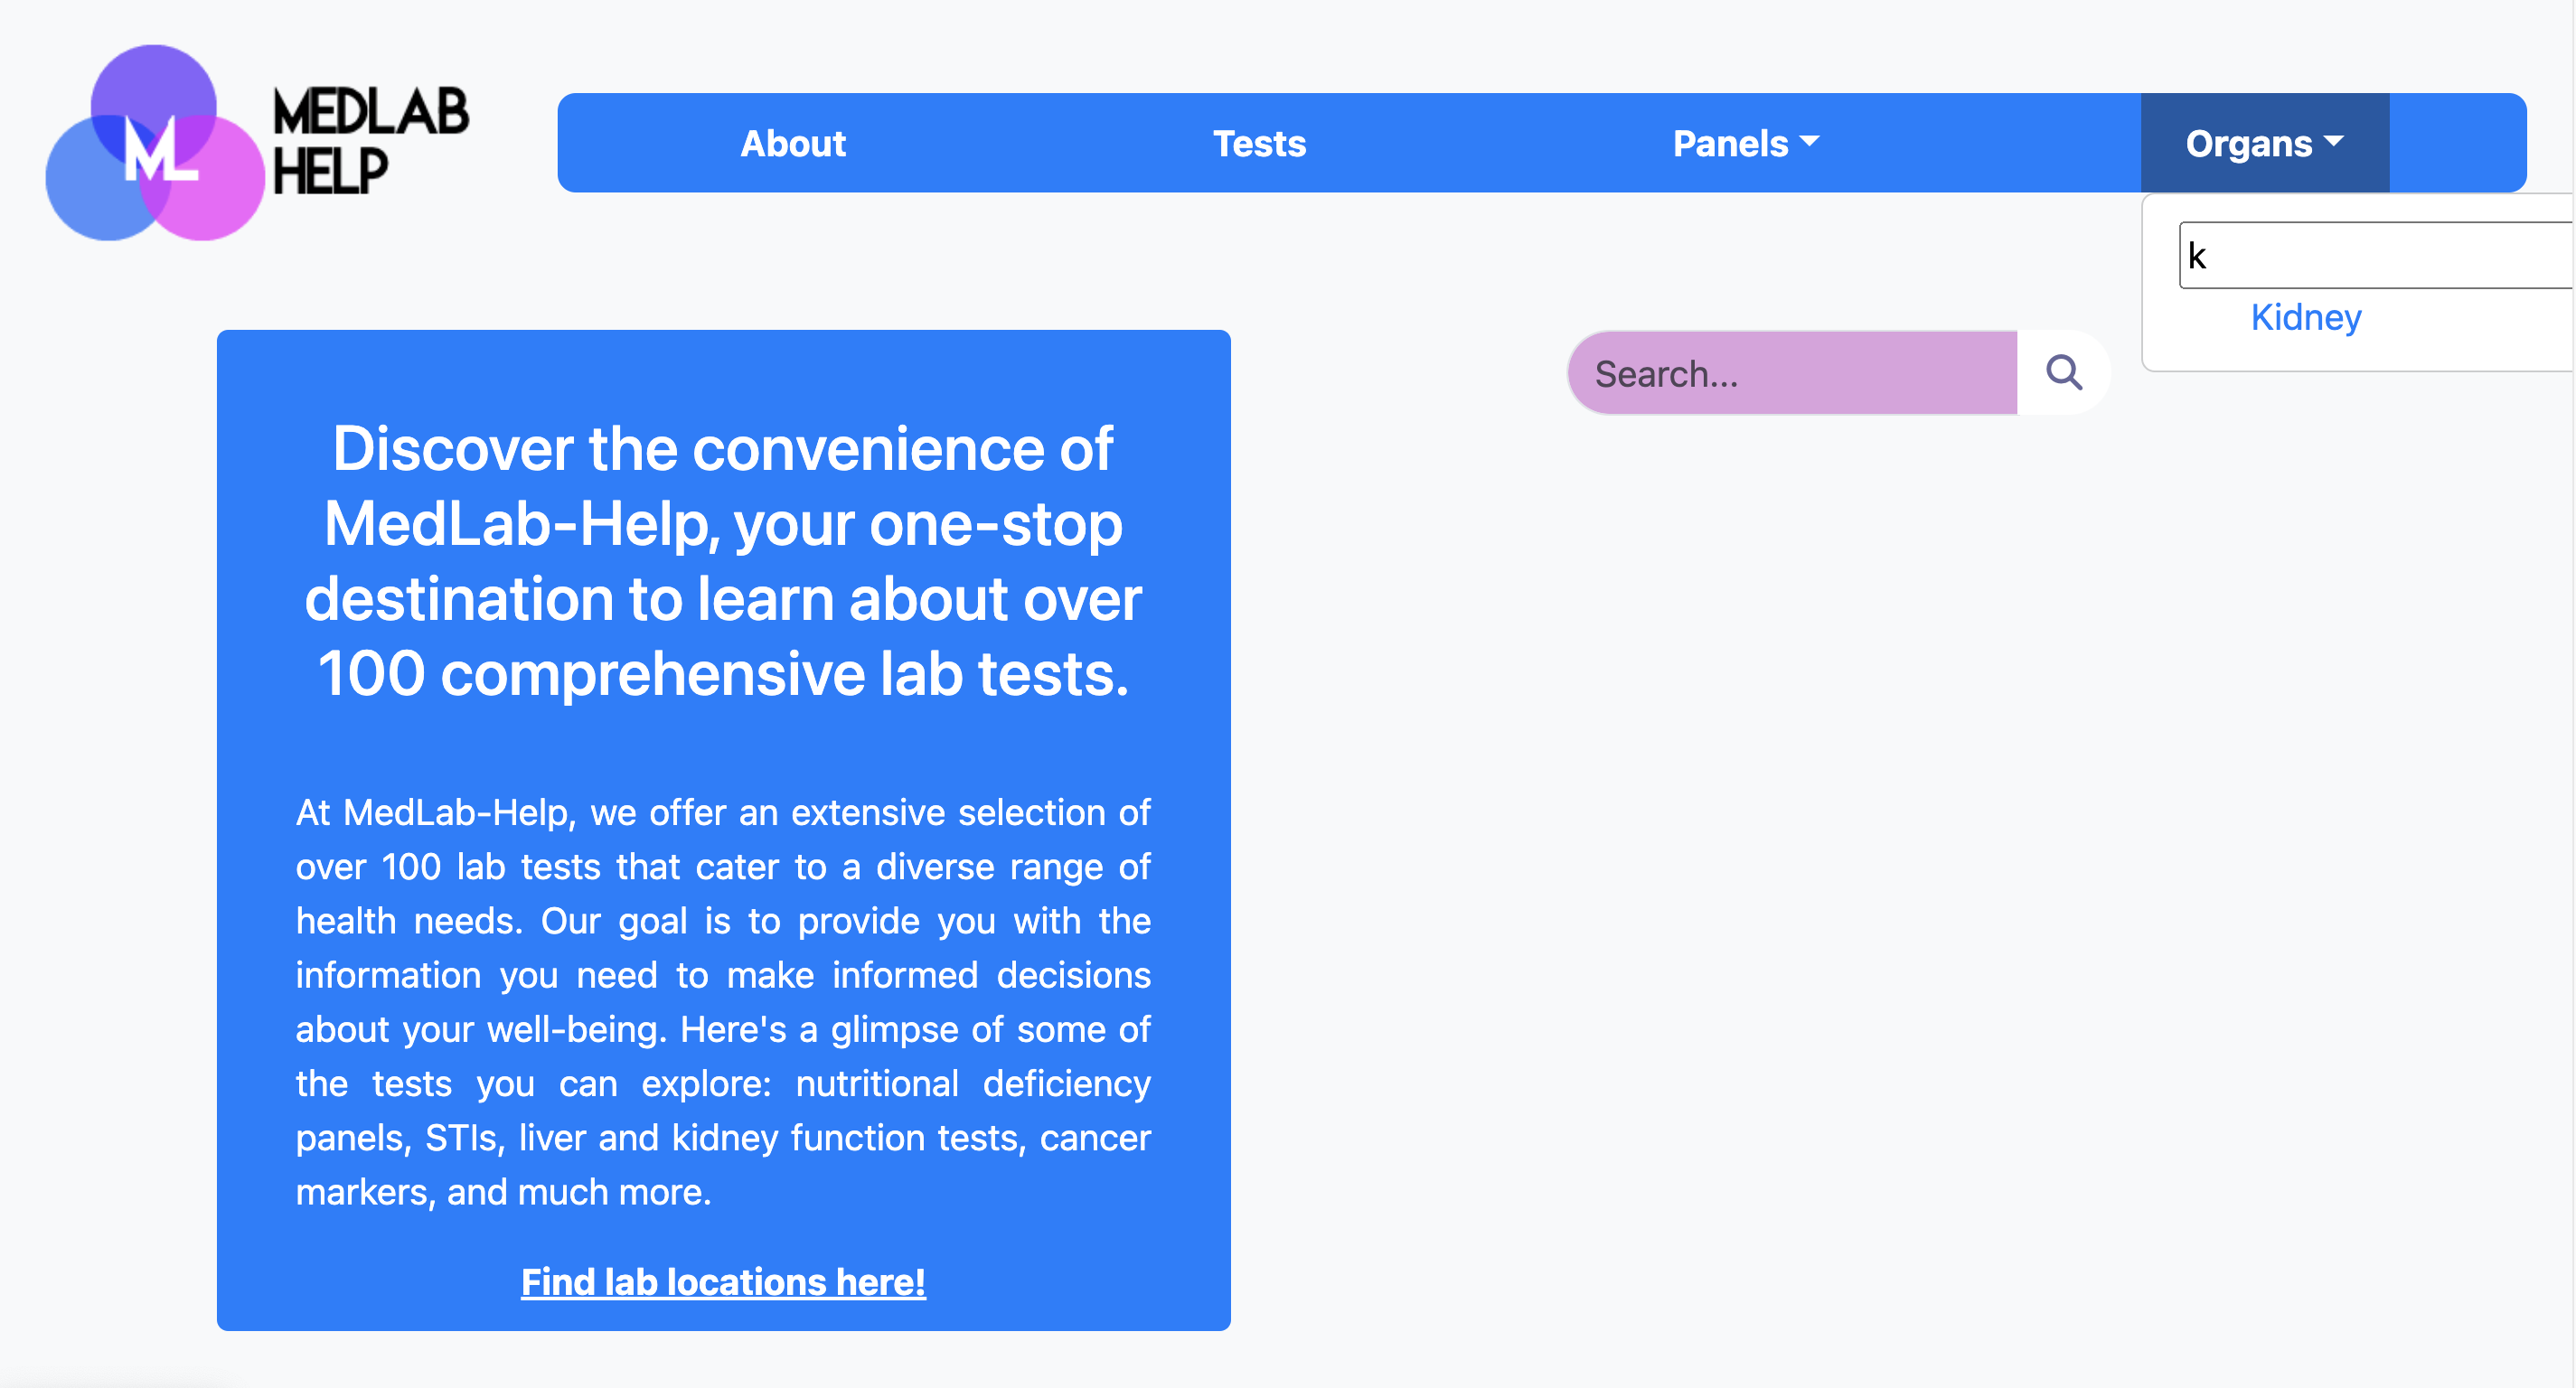 ML
MEDLAB
HELP
About Tests Panels Organs
k
Kidney
Search...
Discover the convenience of
MedLab-Help, your one-stop
destination to learn about over
100 comprehensive lab tests.
At MedLab-Help, we offer an extensive selection of
over 100 lab tests that cater to a diverse range of
health needs. Our goal is to provide you with the
information you need to make informed decisions
about your well-being. Here's a glimpse of some of
the tests you can explore: nutritional deficiency
panels, STIs, liver and kidney function tests, cancer
markers, and much more.
Find lab locations here!